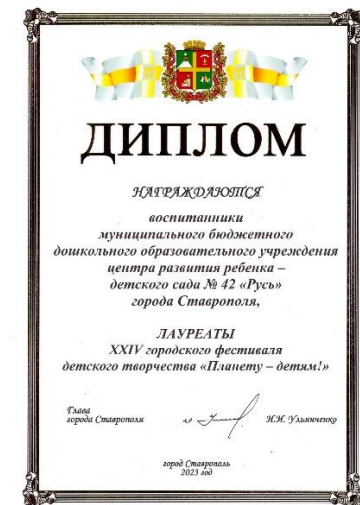 ДИПЛОМ
НАГРАЖДАЮТСЯ
воспитанники
муниципального бюджетного
дошкольного образовательного учреждения
центра развития ребенка –
детского сада № 42 «Русь»
города Ставрополя,
ЛАУРЕАТЫ
XXIV городского фестиваля
детского творчества «Планету – детям!»
Глава
города Ставрополя И.И. Ульянченко
город Ставрополь
2023 год